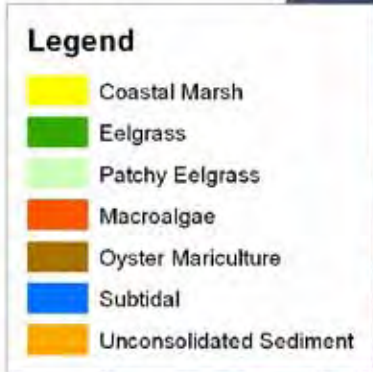 Legend
Coastal Marsh
Eelgrass
Patchy Eelgrass
Macroalgae
Oyster Mariculture
Subtidal
Unconsolidated Sediment